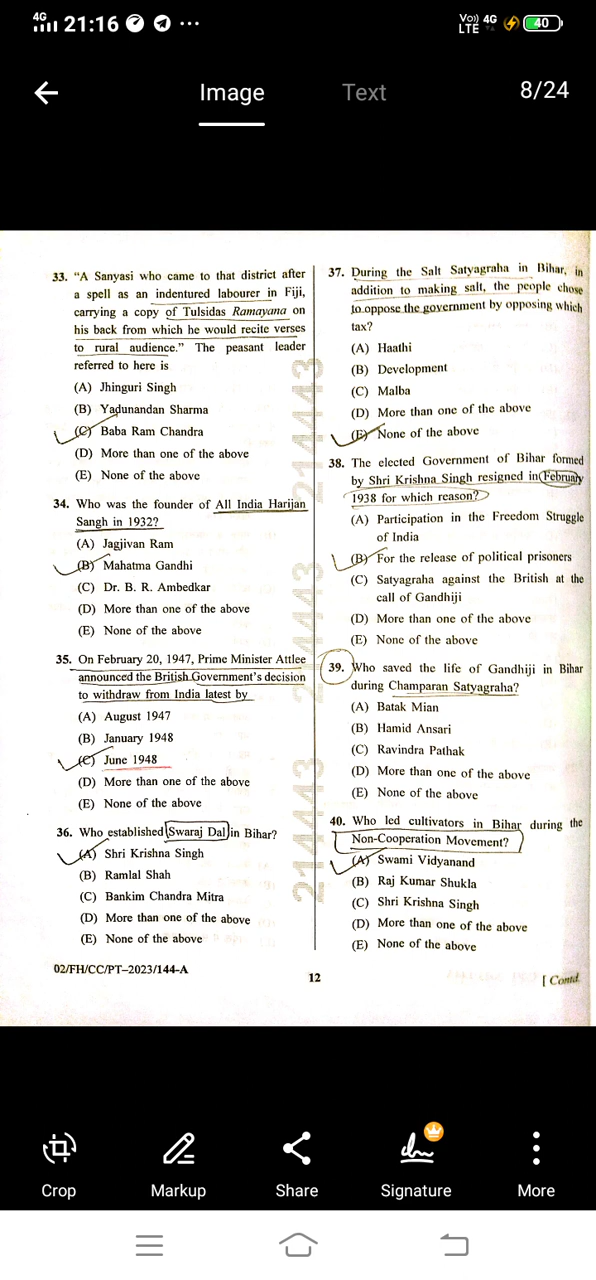 4G 21:16 ...
Vo)) 4G
LTE
40
Image Text 8/24
33. "A Sanyasi who came to that district after
a spell as an indentured labourer in Fiji,
carrying a copy of Tulsidas Ramayana on
his back from which he would recite verses
to rural audience." The peasant leader
referred to here is
(A) Jhinguri Singh
(B) Yadunandan Sharma
(C) Baba Ram Chandra
(D) More than one of the above
(E) None of the above
34. Who was the founder of All India Harijan
Sangh in 1932?
(A) Jagjivan Ram
(B) Mahatma Gandhi
(C) Dr. B. R. Ambedkar
(D) More than one of the above
(E) None of the above
35. On February 20, 1947, Prime Minister Attlee
announced the British Government's decision
to withdraw from India latest by
(A) August 1947
(B) January 1948
(C) June 1948
(D) More than one of the above
(E) None of the above
36. Who established Swaraj Dal in Bihar?
(A) Shri Krishna Singh
(B) Ramlal Shah
(C) Bankim Chandra Mitra
(D) More than one of the above
(E) None of the above
214443 214443 214443
37. During the Salt Satyagraha in Bihar, in
addition to making salt, the people chose
to oppose the government by opposing which
tax?
(A) Haathi
(B) Development
(C) Malba
(D) More than one of the above
(E) None of the above
38. The elected Government of Bihar formed
by Shri Krishna Singh resigned in February
1938 for which reason?
(A) Participation in the Freedom Struggle
of India
(B) For the release of political prisoners
(C) Satyagraha against the British at the
call of Gandhiji
(D) More than one of the above
(E) None of the above
39. Who saved the life of Gandhiji in Bihar
during Champaran Satyagraha?
(A) Batak Mian
(B) Hamid Ansari
(C) Ravindra Pathak
(D) More than one of the above
(E) None of the above
40. Who led cultivators in Bihar during the
Non-Cooperation Movement?
(A) Swami Vidyanand
(B) Raj Kumar Shukla
(C) Shri Krishna Singh
(D) More than one of the above
(E) None of the above
02/FH/CC/PT–2023/144-A
12
[ Contd.
Crop Markup Share Signature More